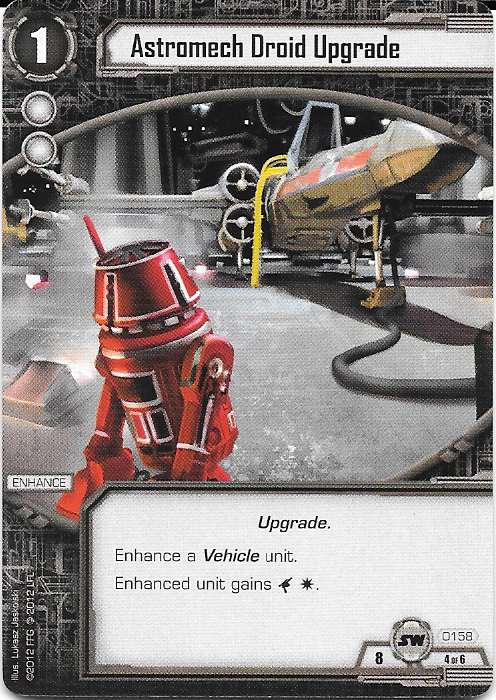 1
Astromech Droid Upgrade
ENHANCE
Upgrade.
Enhance a Vehicle unit.
Enhanced unit gains
Illus. Lukasz Jaskolski
©2012 FFG ©2012 LFL
SW
0158
8
4 of 6